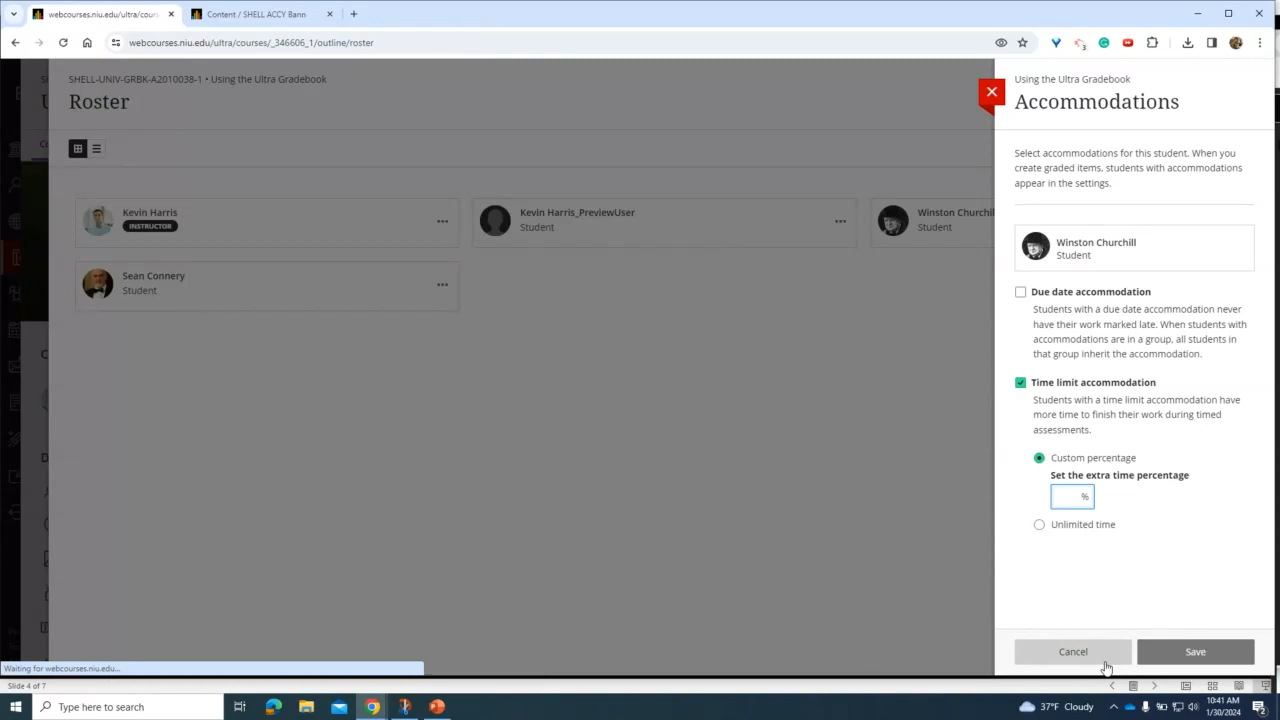 webcourses.niu.edu/ultra/cours
Content / SHELL ACCY Bann
webcourses.niu.edu/ultra/courses/_346606_1/outline/roster
3
SHELL-UNIV-GRBK-A2010038-1 • Using the Ultra Gradebook
Roster
Kevin Harris
INSTRUCTOR
Kevin Harris_PreviewUser
Student
Winston Churchil
Student
Sean Connery
Student
Using the Ultra Gradebook
Accommodations
Select accommodations for this student. When you
create graded items, students with accommodations
appear in the settings.
Winston Churchill
Student
Due date accommodation
Students with a due date accommodation never
have their work marked late. When students with
accommodations are in a group, all students in
that group inherit the accommodation.
Time limit accommodation
Students with a time limit accommodation have
more time to finish their work during timed
assessments.
Custom percentage
Set the extra time percentage
%
Unlimited time
Cancel
Save
Waiting for webcourses.niu.edu...
Slide 4 of 7
Type here to search
37°F Cloudy
10:41 AM
1/30/2024
2